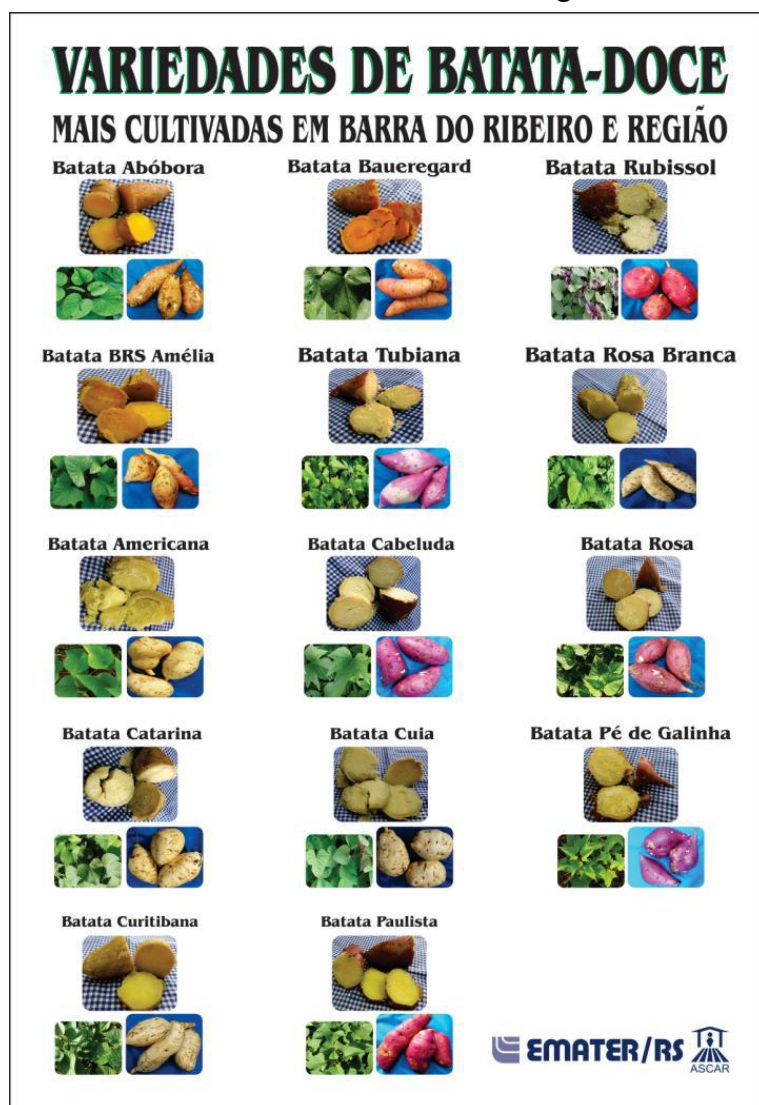 VARIEDADES DE BATATA-DOCE
MAIS CULTIVADAS EM BARRA DO RIBEIRO E REGIÃO
Batata Abóbora
Batata Baueregard
Batata Rubissol
Batata BRS Amélia
Batata Tubiana
Batata Rosa Branca
Batata Americana
Batata Cabeluda
Batata Rosa
Batata Catarina
Batata Cuia
Batata Pé de Galinha
Batata Curitibana
Batata Paulista
EMATER/RS
ASCAR